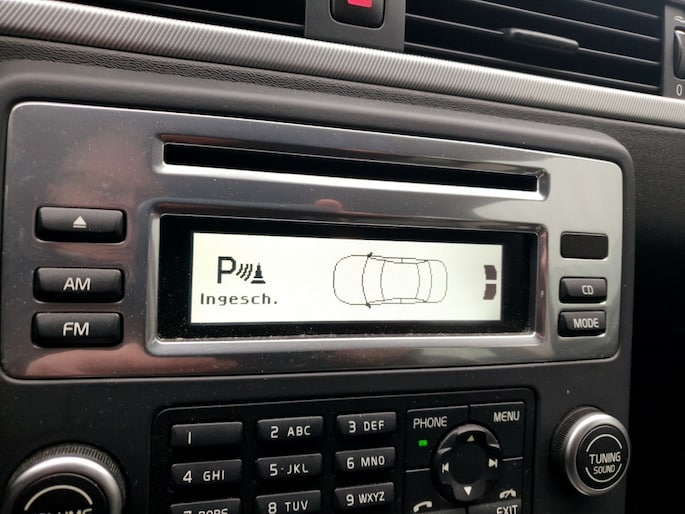 0
AM
FM
P
Ingesch.
CD
MODE
1
2 ABC
3 DEF
PHONE
MENU
4 GHI
5·JKL
6 MNO
TUNING
SOUND
8 TUV
9 WXYZ
EXIT